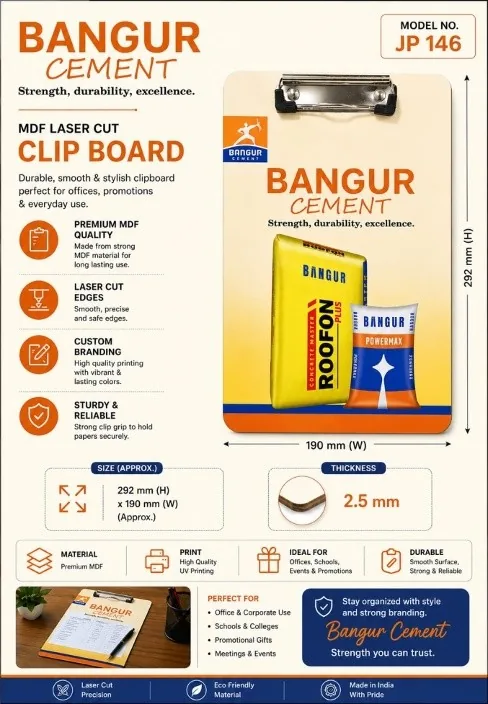 BANGUR
CEMENT
Strength, durability, excellence.
MODEL NO.
JP 146
MDF LASER CUT
CLIP BOARD
Durable, smooth & stylish clipboard
perfect for offices, promotions
& everyday use.
PREMIUM MDF
QUALITY
Made from strong
MDF material for
long lasting use.
LASER CUT
EDGES
Smooth, precise
and safe edges.
CUSTOM
BRANDING
High quality printing
with vibrant &
lasting colors.
STURDY &
RELIABLE
Strong clip grip to hold
papers securely.
BANGUR
CEMENT
BANGUR
CEMENT
Strength, durability, excellence.
ROOFON
BANGUR
CONCRETE MASTER
ROOFON
PLUS
BANGUR
POWERMAX
292 mm (H)
190 mm (W)
SIZE (APPROX.)
292 mm (H)
x 190 mm (W)
(Approx.)
THICKNESS
2.5 mm
MATERIAL
Premium MDF
PRINT
High Quality
UV Printing
IDEAL FOR
Offices, Schools,
Events & Promotions
DURABLE
Smooth Surface,
Strong & Reliable
BANGUR
CEMENT
PERFECT FOR
• Office & Corporate Use
• Schools & Colleges
• Promotional Gifts
• Meetings & Events
Stay organized with style
and strong branding.
Bangur Cement
Strength you can trust.
Laser Cut
Precision
Eco Friendly
Material
Made in India
With Pride